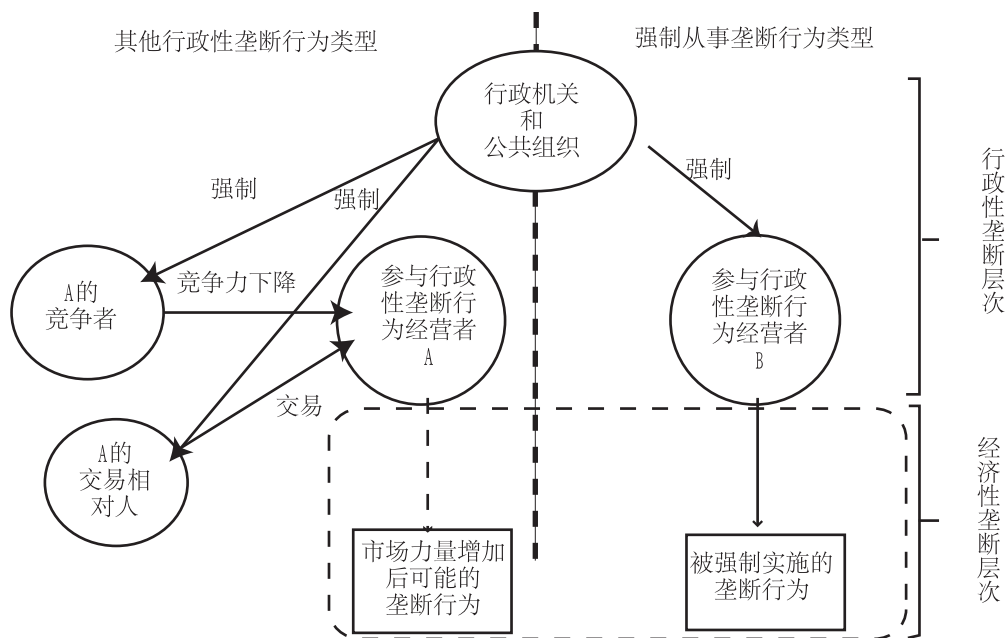 其他行政性垄断行为类型
强制从事垄断行为类型
行政机关
和
公共组织
强制
强制
强制
A的
竞争者
竞争力下降
参与行政
性垄断行
为经营者
A
参与行政
性垄断行
为经营者
B
行政性垄断层次
交易
A的
交易相
对人
市场力量增加
后可能的
垄断行为
被强制实施的
垄断行为
经济性垄断层次